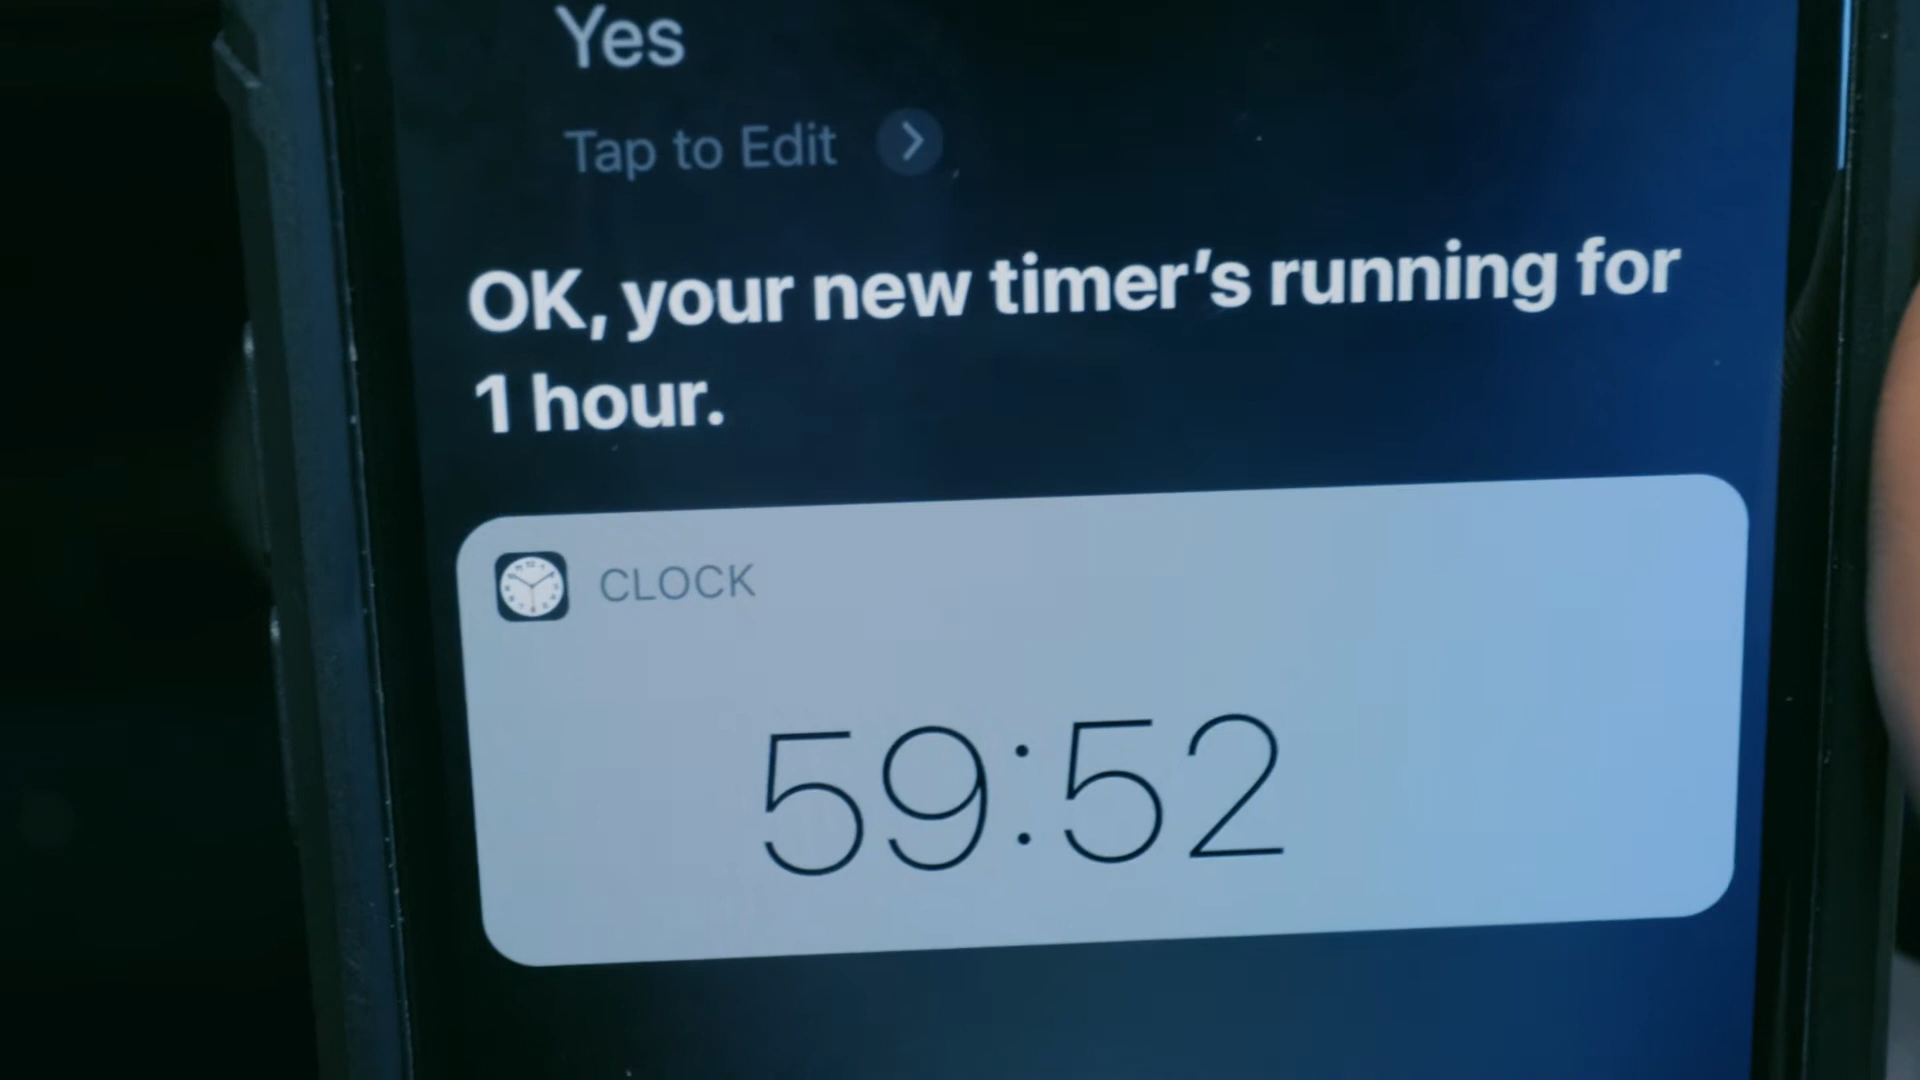 Yes
Tap to Edit
OK, your new timer’s running for
1 hour.
CLOCK
59:52